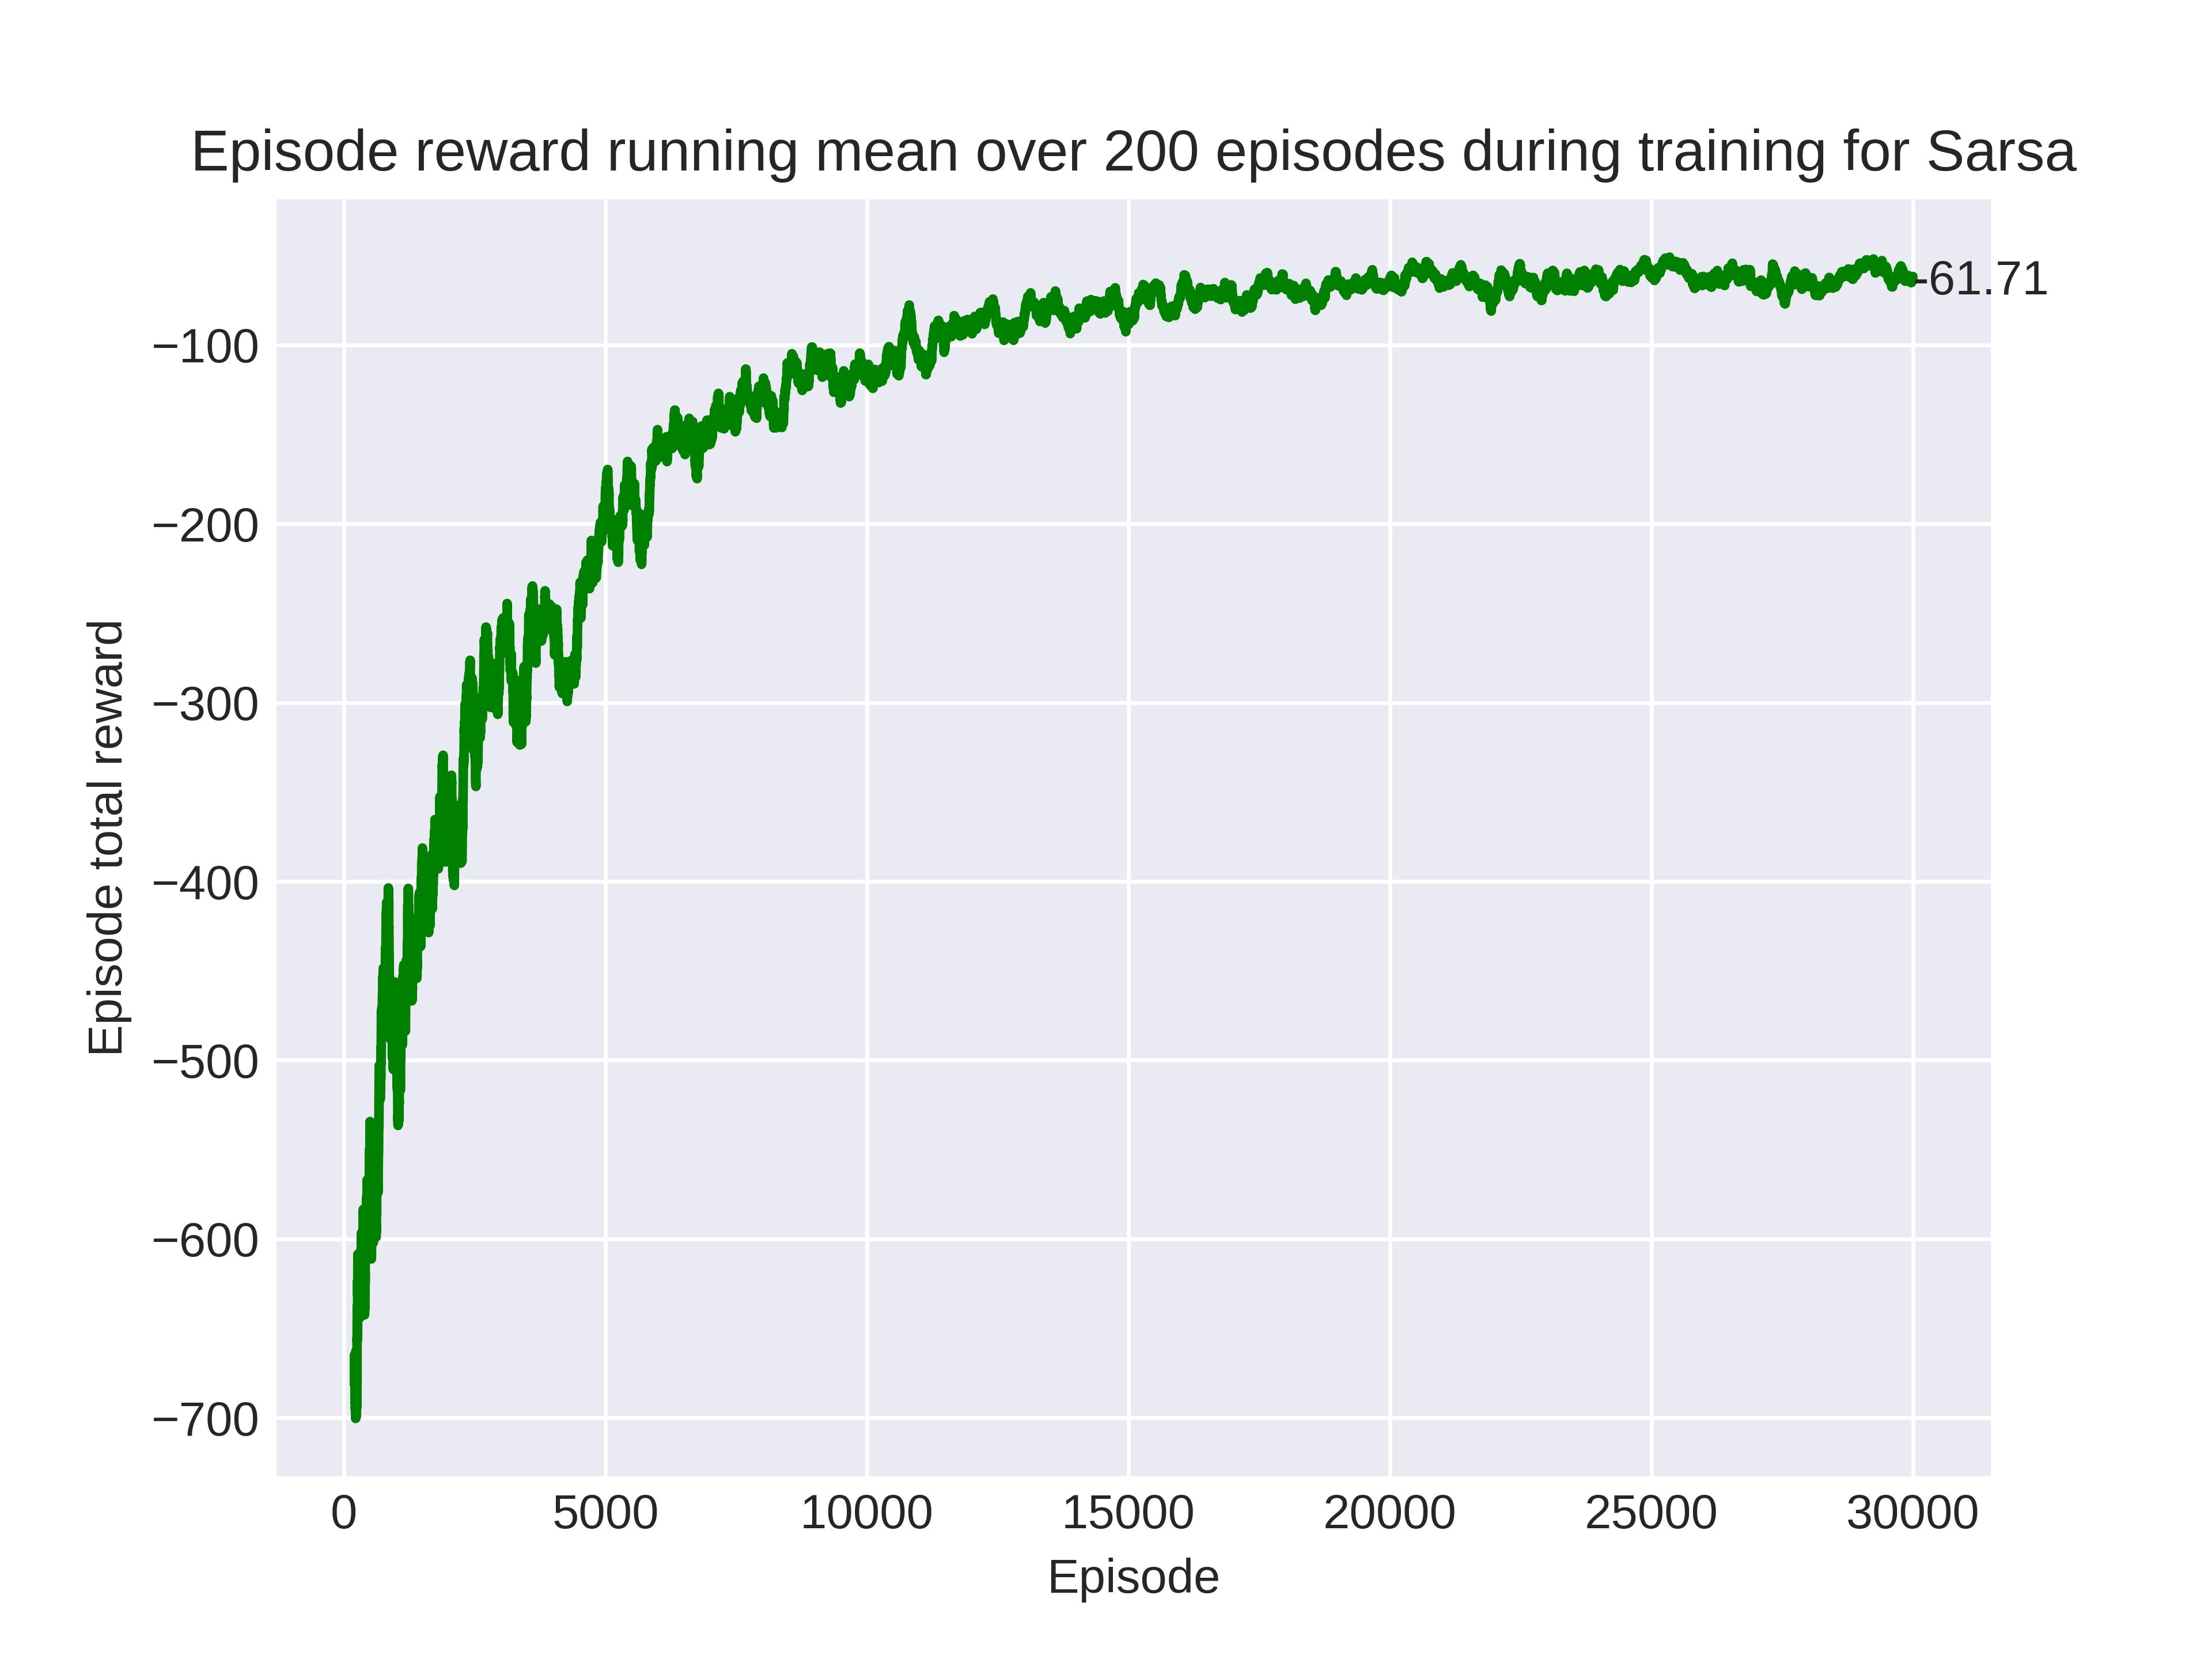 Episode reward running mean over 200 episodes during training for Sarsa
-61.71
−100
−200
−300
−400
−500
−600
−700
Episode total reward
0 5000 10000 15000 20000 25000 30000
Episode